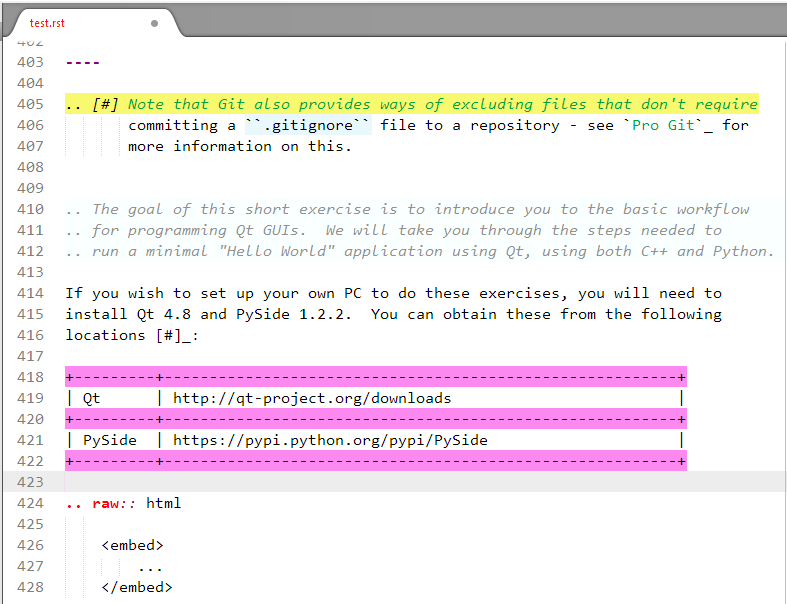 test.rst
402
403 ----
404
405 .. [#] Note that Git also provides ways of excluding files that don't require
406 committing a ``.gitignore`` file to a repository - see `Pro Git`_ for
407 more information on this.
408
409
410 .. The goal of this short exercise is to introduce you to the basic workflow
411 .. for programming Qt GUIs.  We will take you through the steps needed to
412 .. run a minimal "Hello World" application using Qt, using both C++ and Python.
413
414 If you wish to set up your own PC to do these exercises, you will need to
415 install Qt 4.8 and PySide 1.2.2.  You can obtain these from the following
416 locations [#]_:
417
418 +---------+---------------------------------------------------------+
419 | Qt      | http://qt-project.org/downloads                         |
420 +---------+---------------------------------------------------------+
421 | PySide  | https://pypi.python.org/pypi/PySide                     |
422 +---------+---------------------------------------------------------+
423
424 .. raw:: html
425
426     <embed>
427         ...
428     </embed>